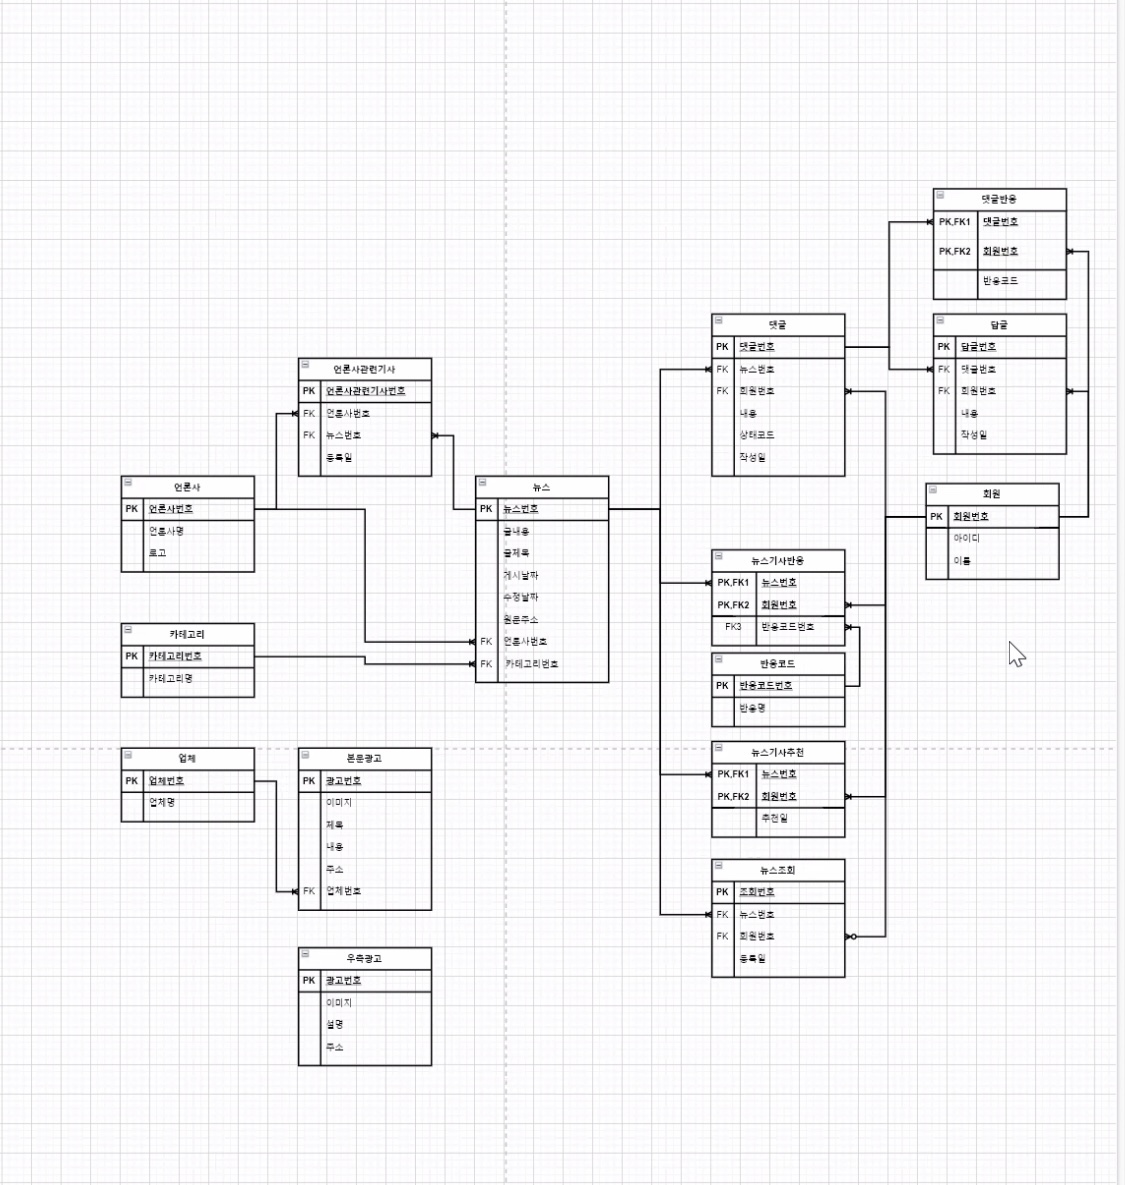 댓글반응
PK,FK1 댓글번호
PK,FK2 회원번호
반응코드
댓글
PK 댓글번호
FK 뉴스번호
FK 회원번호
내용
상태코드
작성일
답글
PK 답글번호
FK 댓글번호
FK 회원번호
내용
작성일
언론사관련기사
PK 언론사관련기사번호
FK 언론사번호
FK 뉴스번호
등록일
언론사
PK 언론사번호
언론사명
로고
뉴스
PK 뉴스번호
글내용
글제목
게시날짜
수정날짜
원문주소
FK 언론사번호
FK 카테고리번호
회원
PK 회원번호
아이디
이름
뉴스기사반응
PK,FK1 뉴스번호
PK,FK2 회원번호
FK3 반응코드번호
카테고리
PK 카테고리번호
카테고리명
반응코드
PK 반응코드번호
반응명
업체
PK 업체번호
업체명
본문광고
PK 광고번호
이미지
제목
내용
주소
FK 업체번호
뉴스기사추천
PK,FK1 뉴스번호
PK,FK2 회원번호
추천일
뉴스조회
PK 조회번호
FK 뉴스번호
FK 회원번호
등록일
우측광고
PK 광고번호
이미지
설명
주소